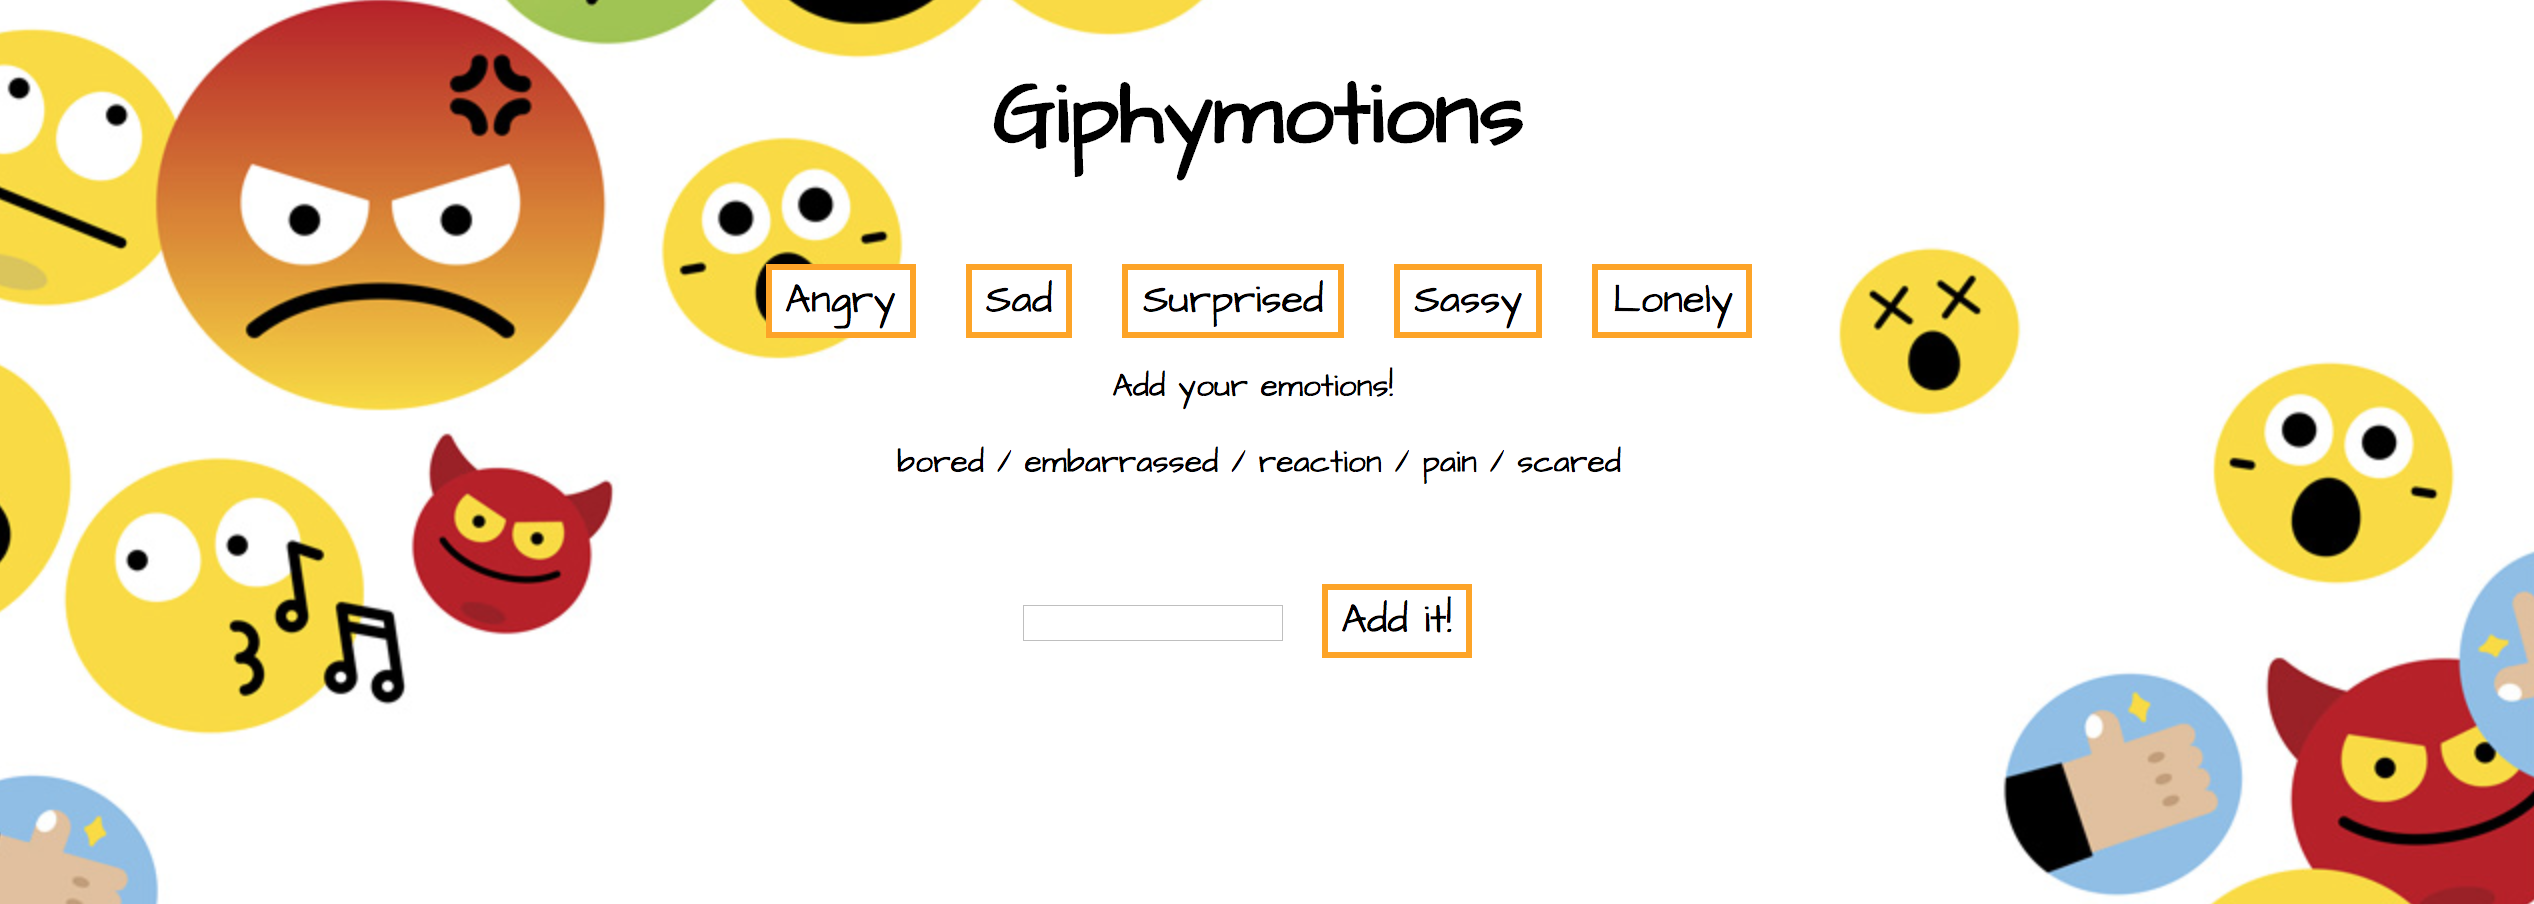 Giphymotions
Angry Sad Surprised Sassy Lonely
Add your emotions!
bored / embarrassed / reaction / pain / scared
Add it!